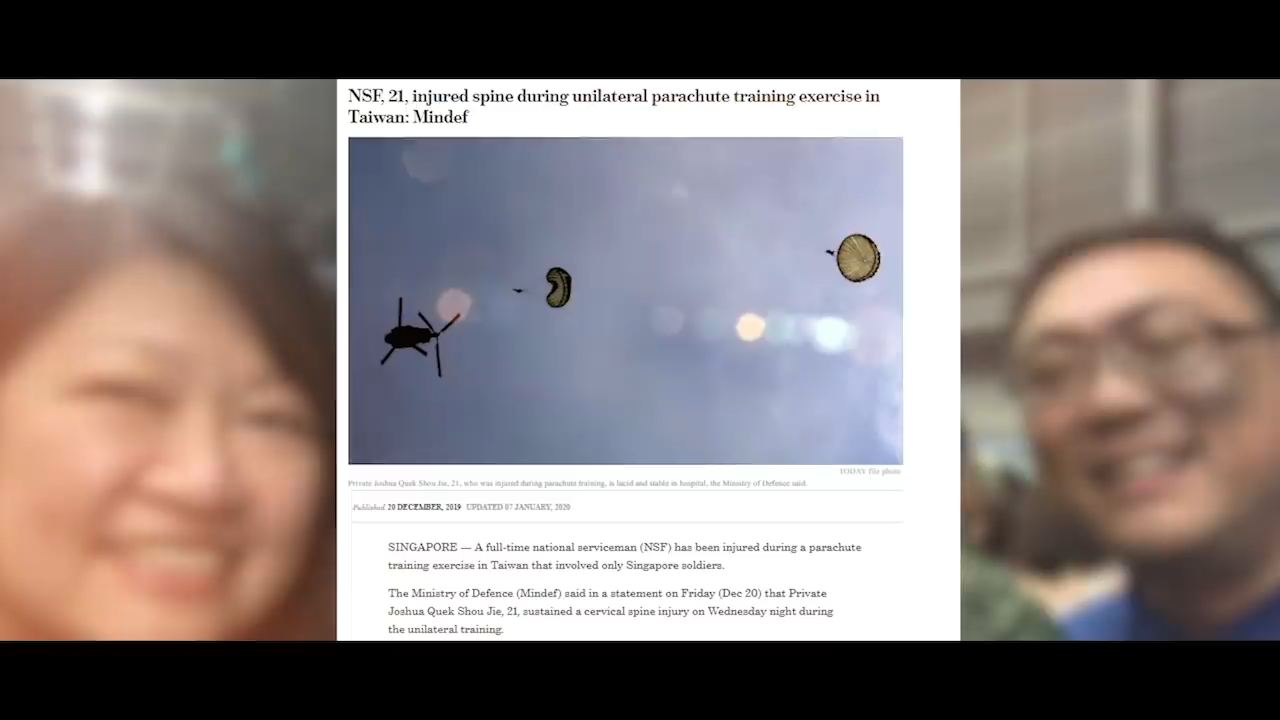 NSF, 21, injured spine during unilateral parachute training exercise in
Taiwan: Mindef
TODAY file photo
Private Joshua Quek Shou Jie, 21, who was injured during parachute training, is lucid and stable in hospital, the Ministry of Defence said.
Published 20 DECEMBER, 2019 UPDATED 07 JANUARY, 2020
SINGAPORE — A full-time national serviceman (NSF) has been injured during a parachute
training exercise in Taiwan that involved only Singapore soldiers.
The Ministry of Defence (Mindef) said in a statement on Friday (Dec 20) that Private
Joshua Quek Shou Jie, 21, sustained a cervical spine injury on Wednesday night during
the unilateral training.